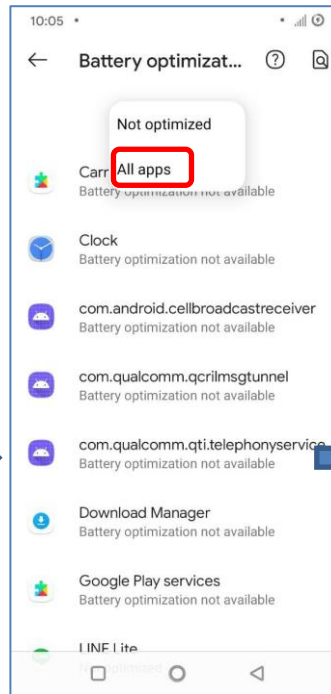 10:05
Battery optimizat...
Not optimized
All apps
Carr
Battery optimization not available
Clock
Battery optimization not available
com.android.cellbroadcastreceiver
Battery optimization not available
com.qualcomm.qcrilmsgtunnel
Battery optimization not available
com.qualcomm.qti.telephonyservice
Battery optimization not available
Download Manager
Battery optimization not available
Google Play services
Battery optimization not available
LINE Lite